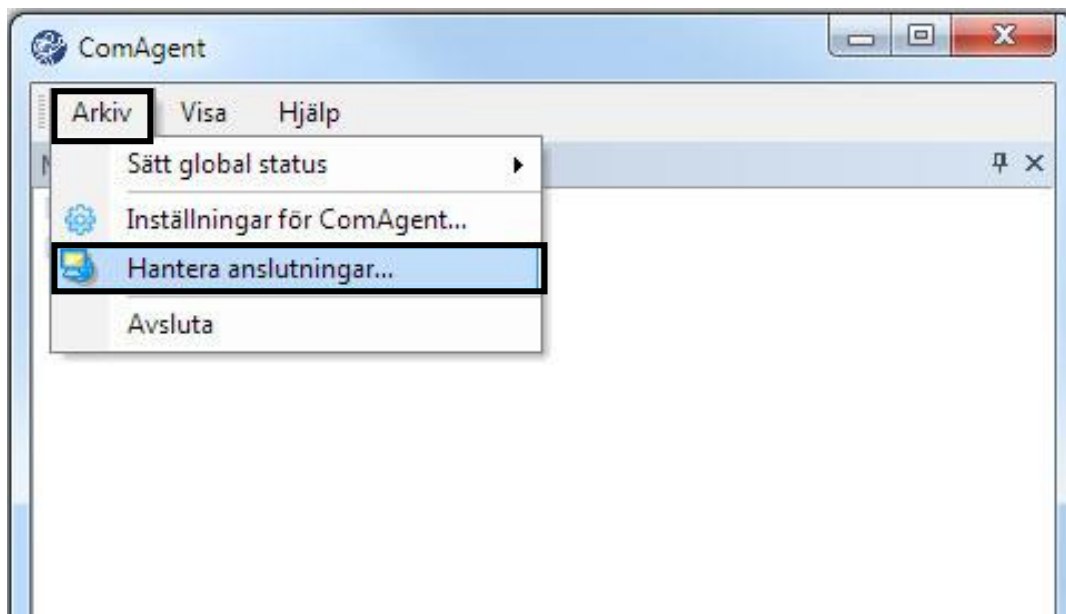 ComAgent
Arkiv Visa Hjälp
Sätt global status
Inställningar för ComAgent...
Hantera anslutningar...
Avsluta